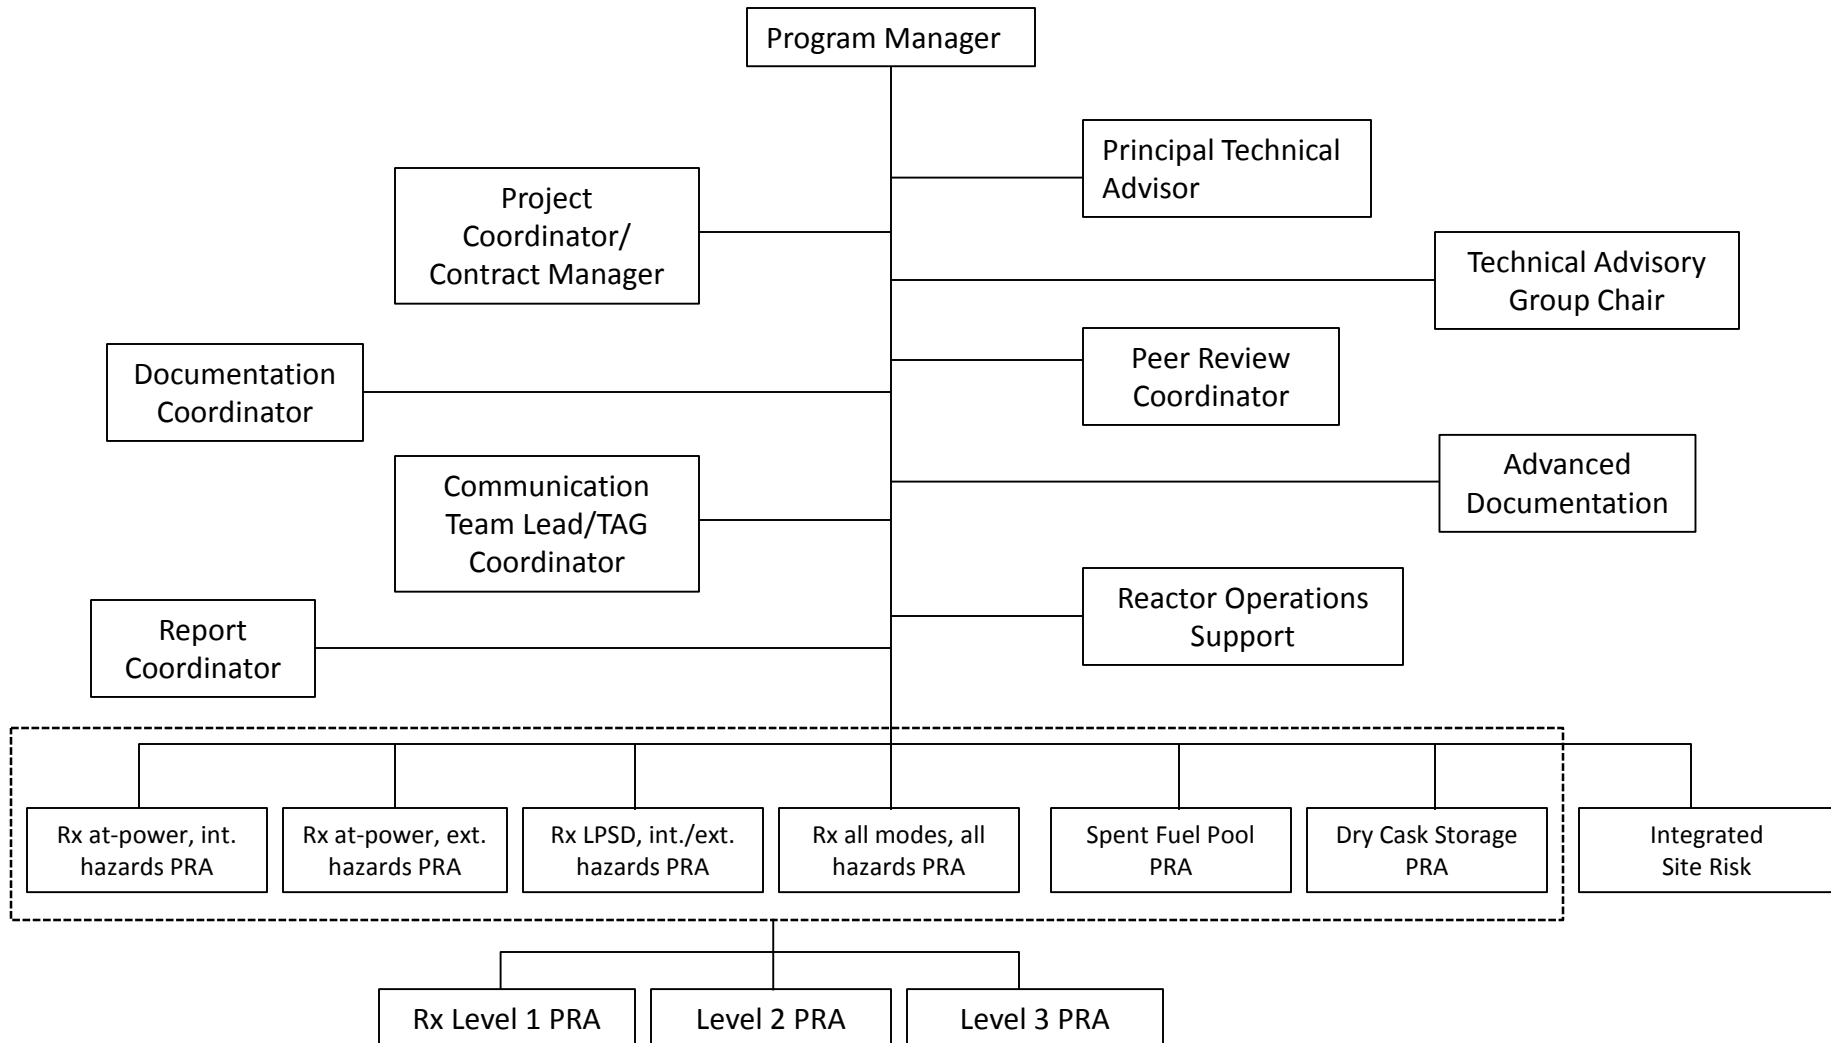 Program Manager
Principal Technical
Advisor
Project
Coordinator/
Contract Manager
Technical Advisory
Group Chair
Documentation
Coordinator
Peer Review
Coordinator
Communication
Team Lead/TAG
Coordinator
Advanced
Documentation
Report
Coordinator
Reactor Operations
Support
Rx at-power, int.
hazards PRA
Rx at-power, ext.
hazards PRA
Rx LPSD, int./ext.
hazards PRA
Rx all modes, all
hazards PRA
Spent Fuel Pool
PRA
Dry Cask Storage
PRA
Integrated
Site Risk
Rx Level 1 PRA
Level 2 PRA
Level 3 PRA